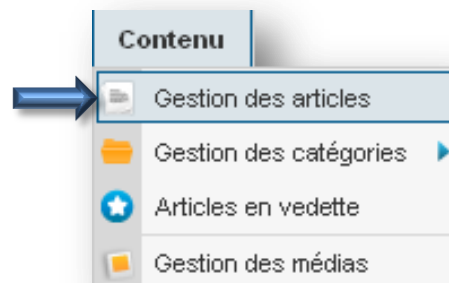 Contenu
Gestion des articles
Gestion des catégories
Articles en vedette
Gestion des médias